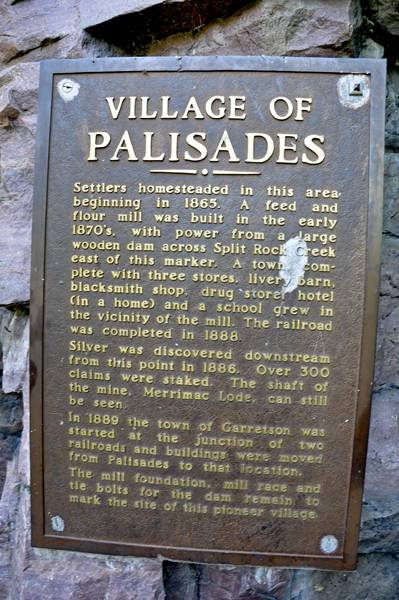 VILLAGE OF
PALISADES
Settlers homesteaded in this area
beginning in 1865. A feed and
flour mill was built in the early
1870's, with power from a large
wooden dam across Split Rock Creek
east of this marker. A town com-
plete with three stores, livery barn,
blacksmith shop, drug store, hotel
(in a home) and a school grew in
the vicinity of the mill. The railroad
was completed in 1888.
Silver was discovered downstream
from this point in 1886. Over 300
claims were staked. The shaft of
the mine, Merrimac Lode, can still
be seen.
In 1889 the town of Garretson was
started at the junction of two
railroads and buildings were moved
from Palisades to that location.
The mill foundation, mill race and
tie bolts for the dam remain to
mark the site of this pioneer village.